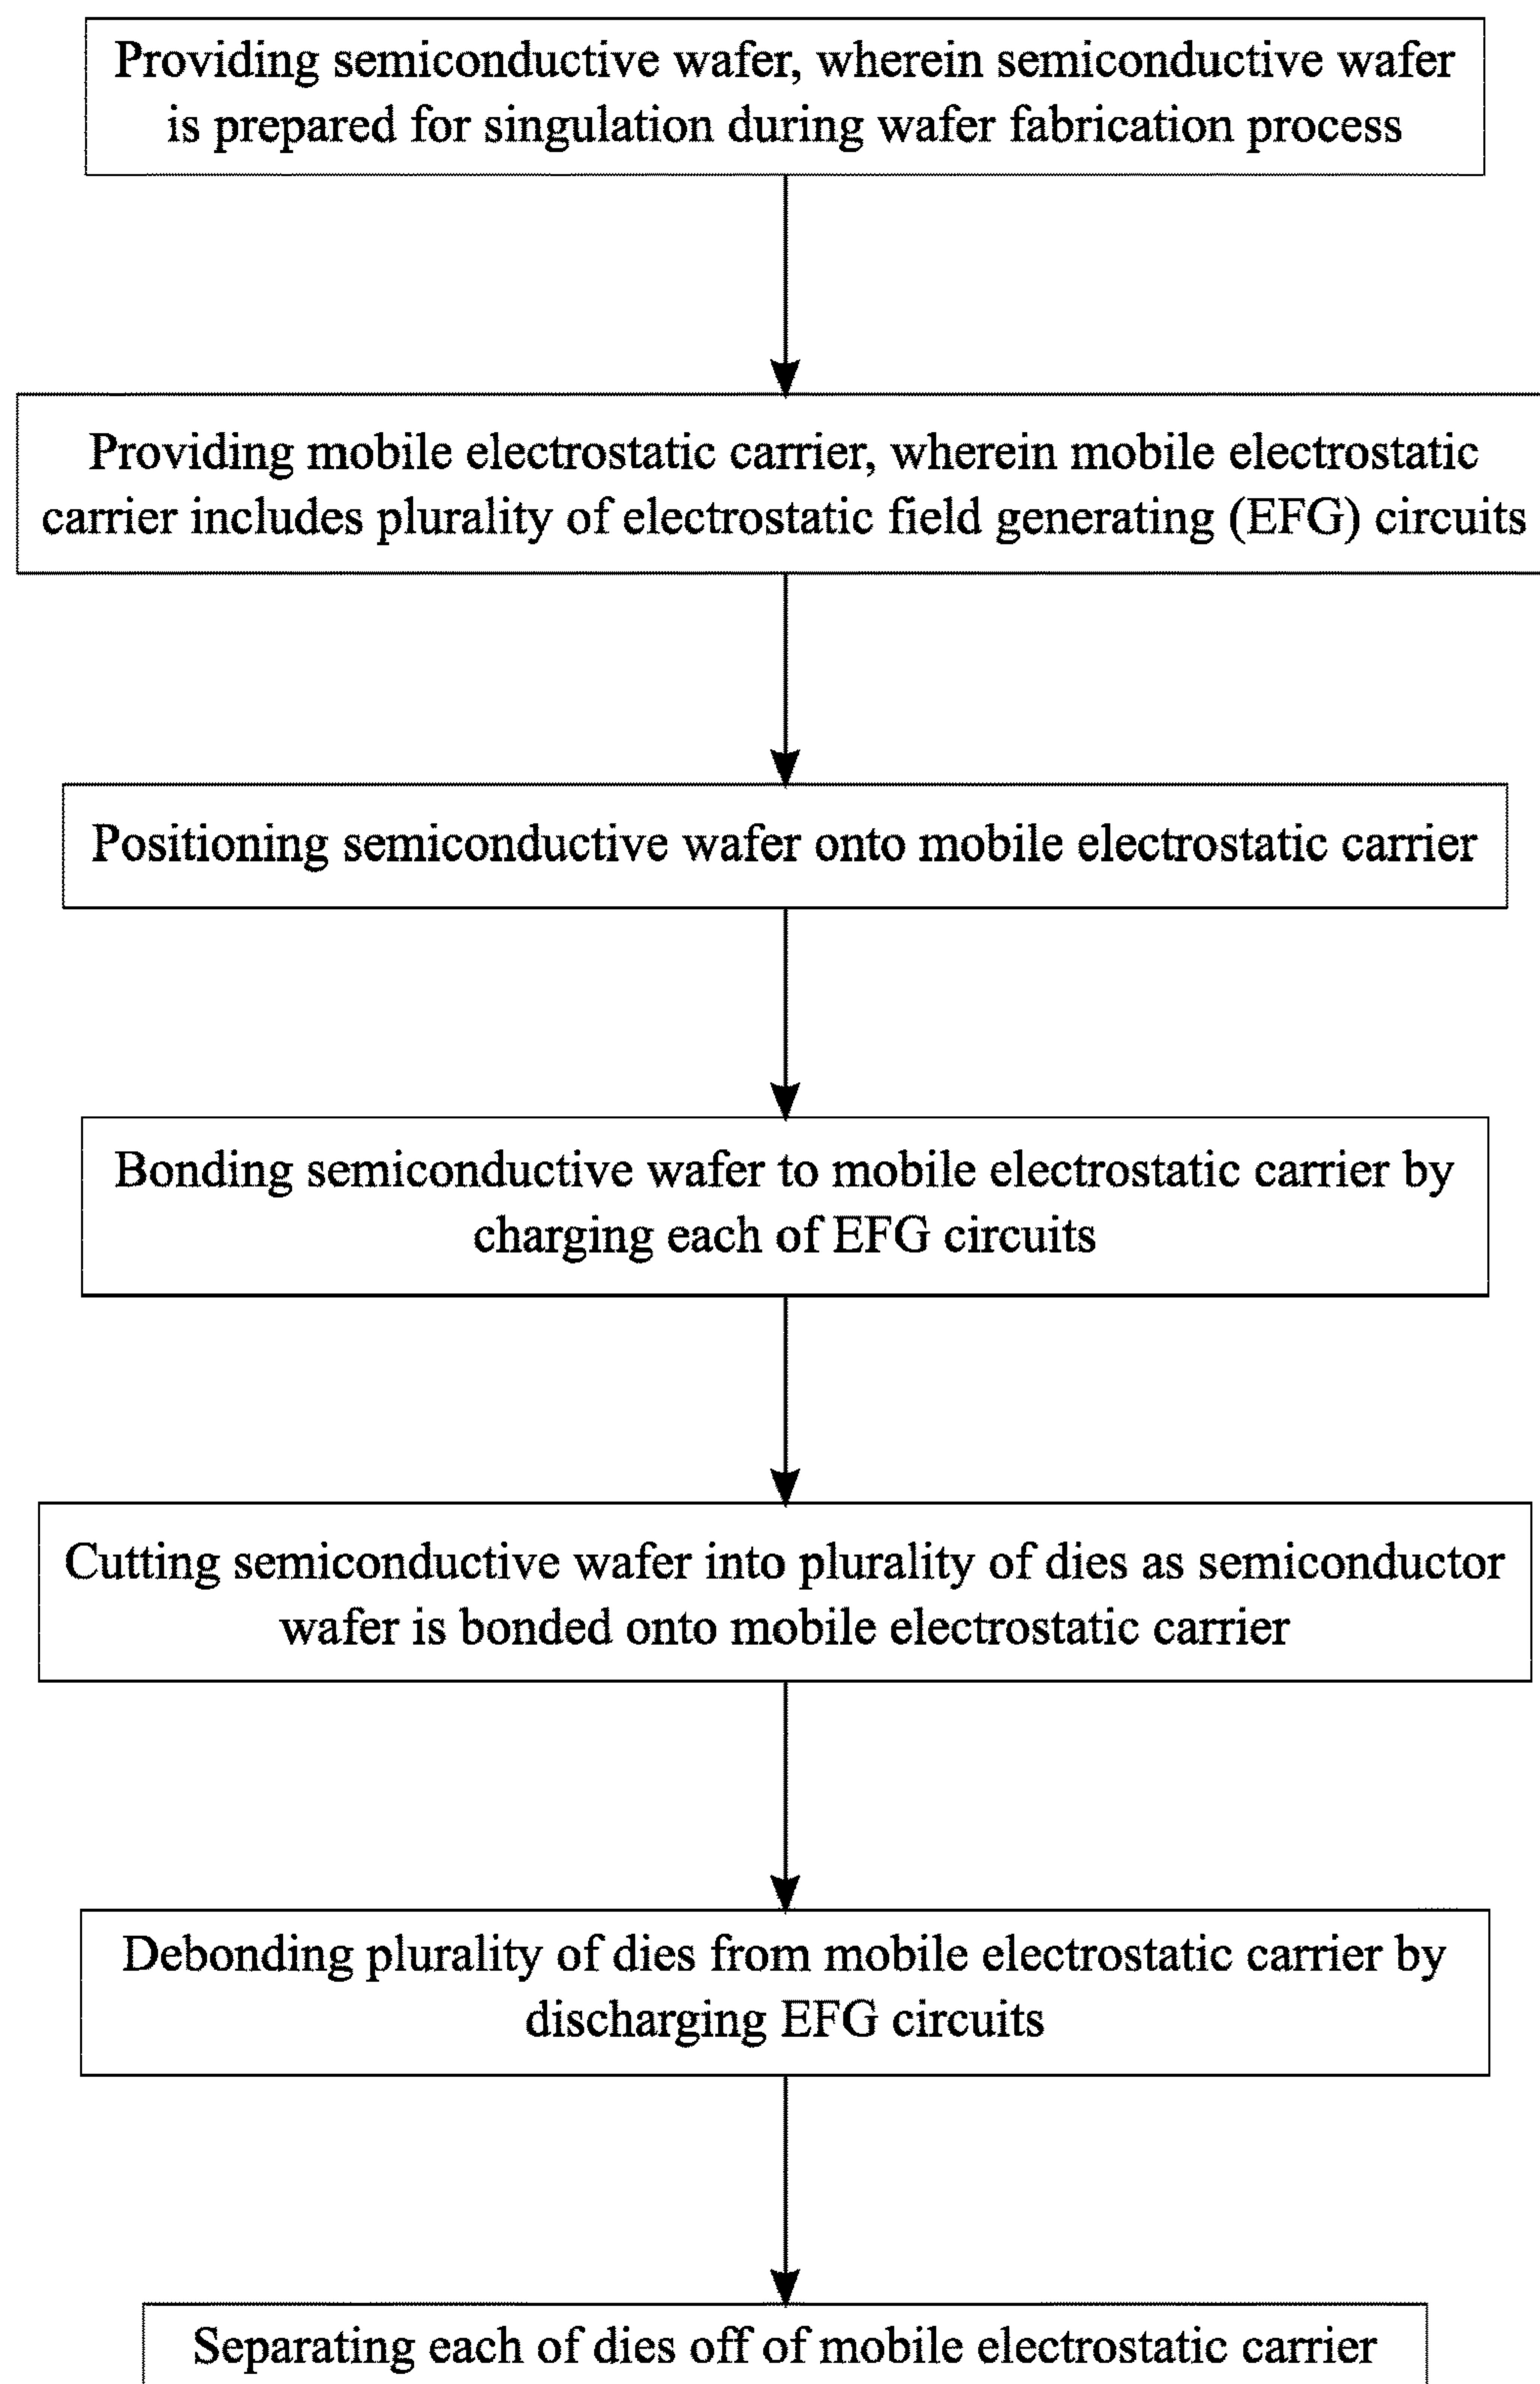 Providing semiconductive wafer, wherein semiconductive wafer
is prepared for singulation during wafer fabrication process
Providing mobile electrostatic carrier, wherein mobile electrostatic
carrier includes plurality of electrostatic field generating (EFG) circuits
Positioning semiconductive wafer onto mobile electrostatic carrier
Bonding semiconductive wafer to mobile electrostatic carrier by
charging each of EFG circuits
Cutting semiconductive wafer into plurality of dies as semiconductor
wafer is bonded onto mobile electrostatic carrier
Debonding plurality of dies from mobile electrostatic carrier by
discharging EFG circuits
Separating each of dies off of mobile electrostatic carrier